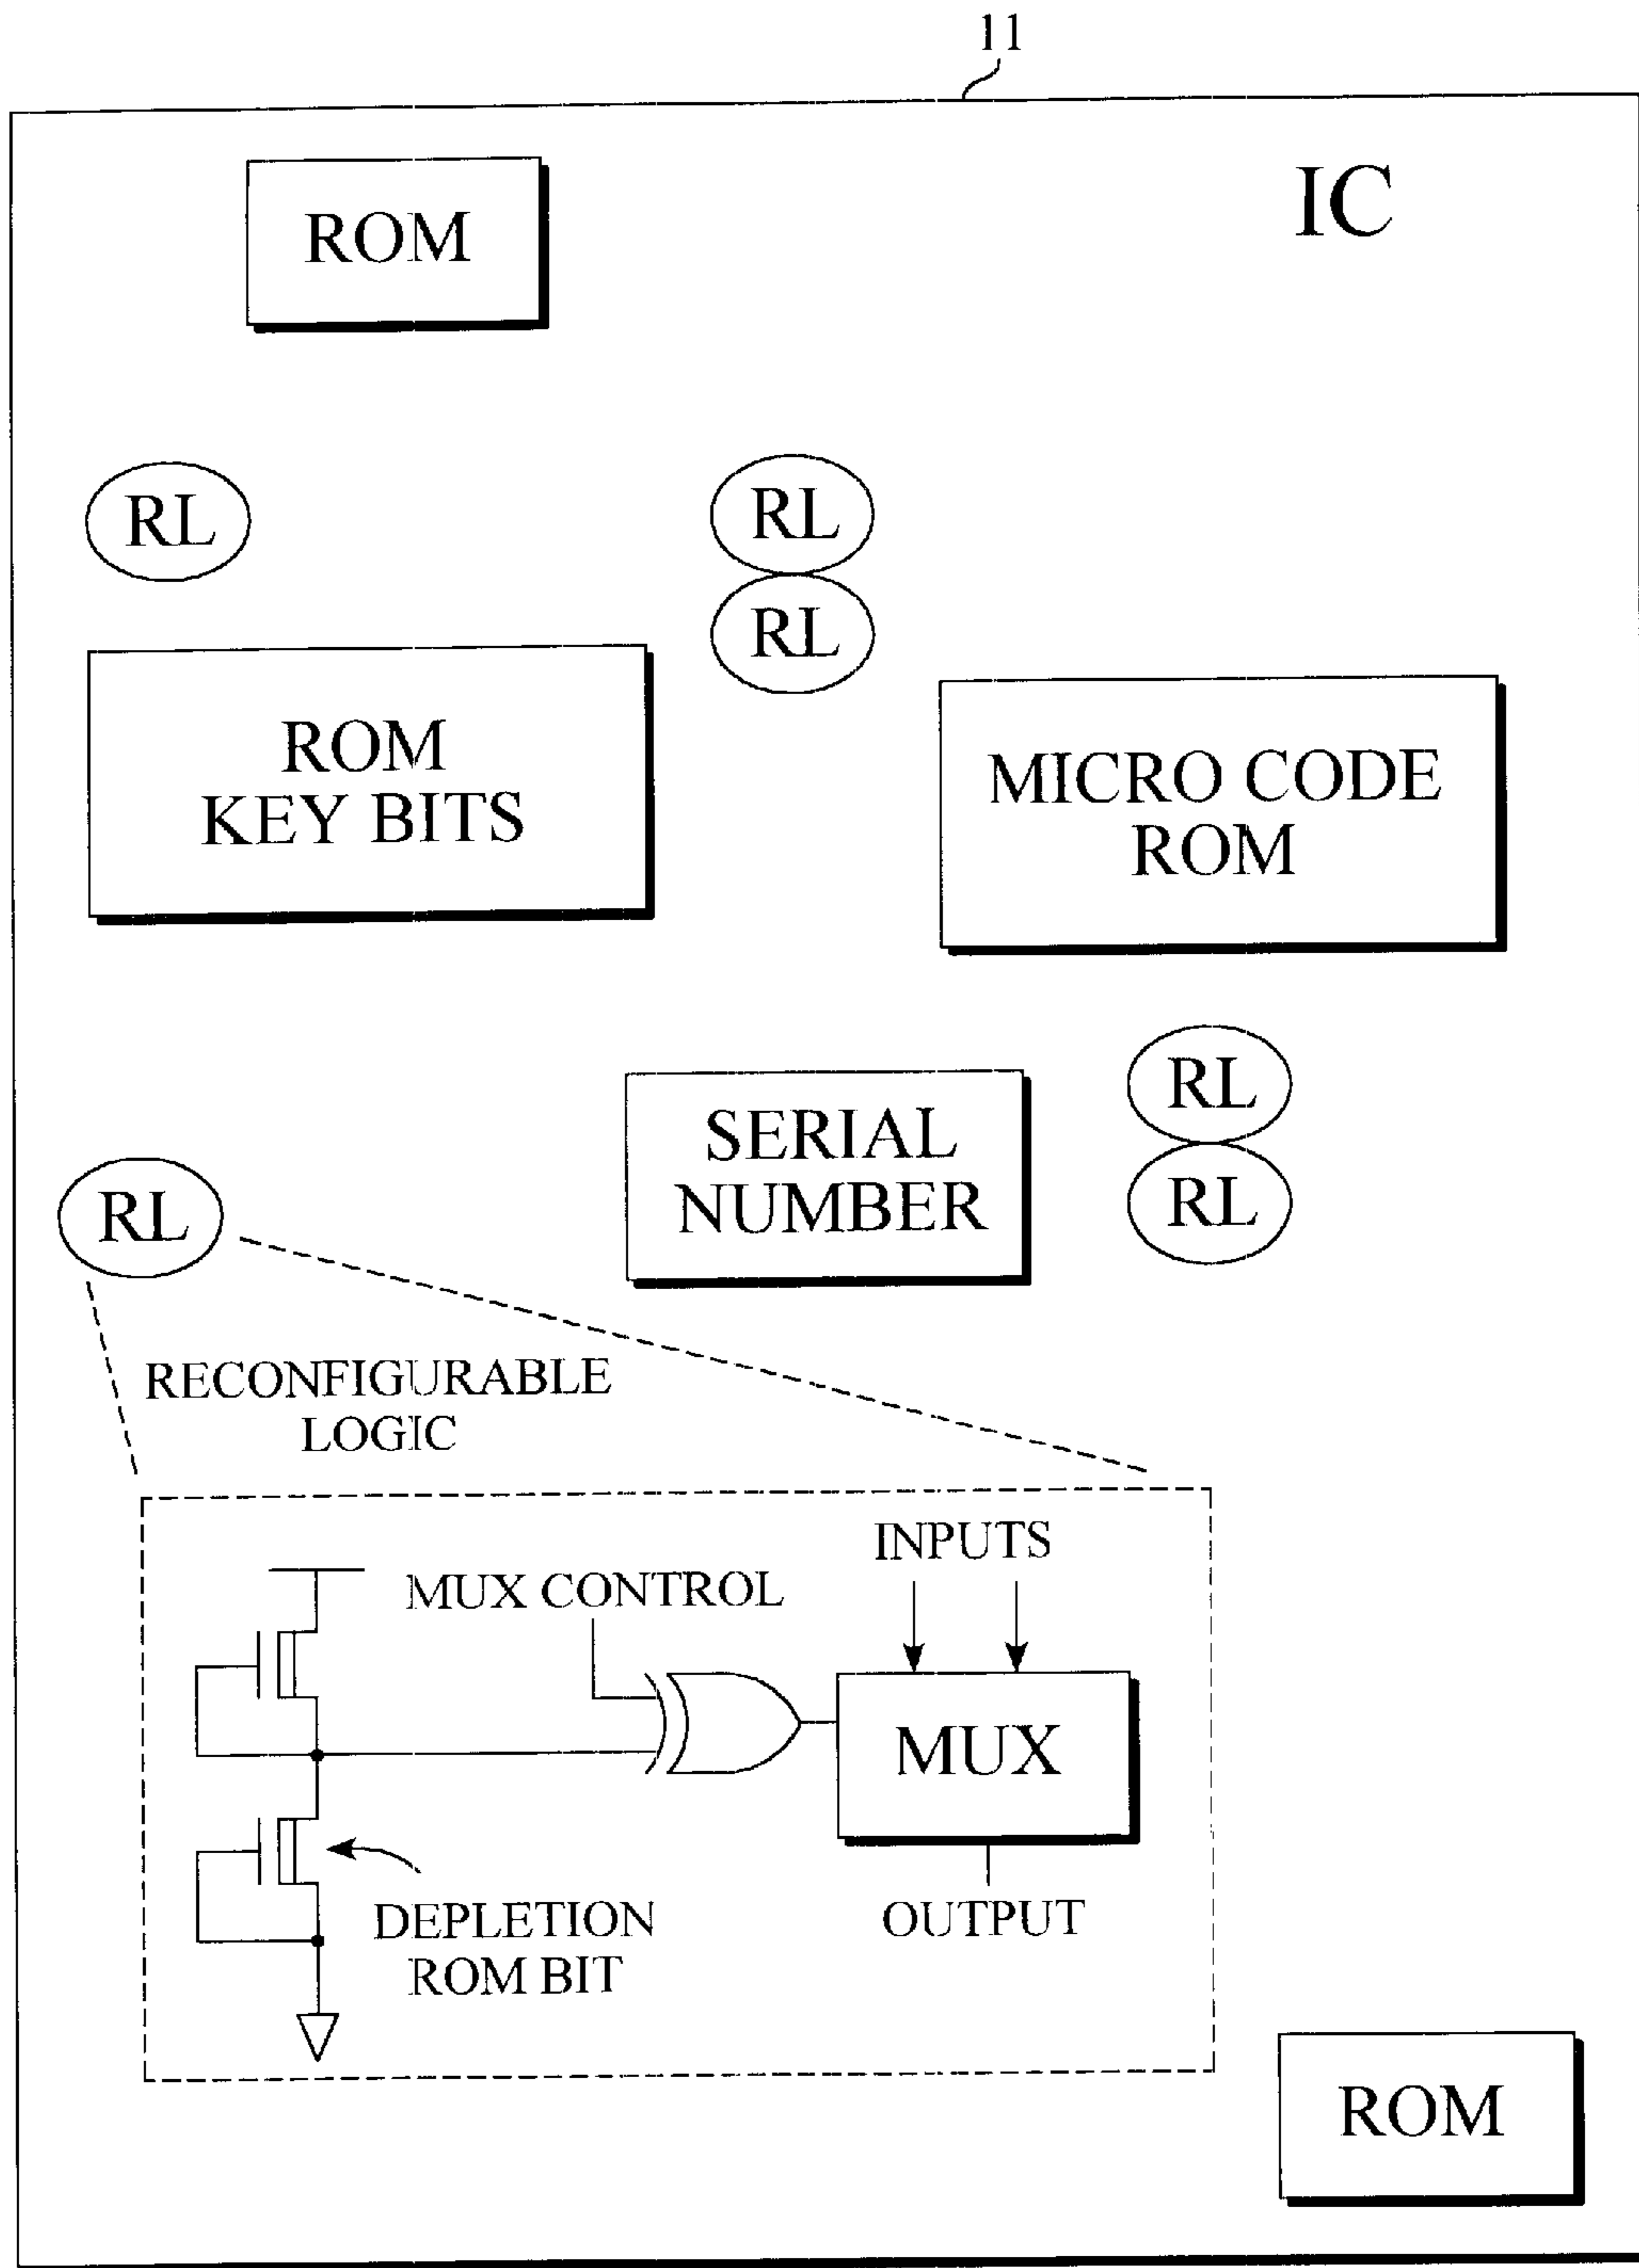 11
IC
ROM
RL
RL
RL
ROM
KEY BITS
MICRO CODE
ROM
SERIAL
NUMBER
RL
RL
RL
RECONFIGURABLE
LOGIC
INPUTS
MUX CONTROL
MUX
DEPLETION
ROM BIT
OUTPUT
ROM